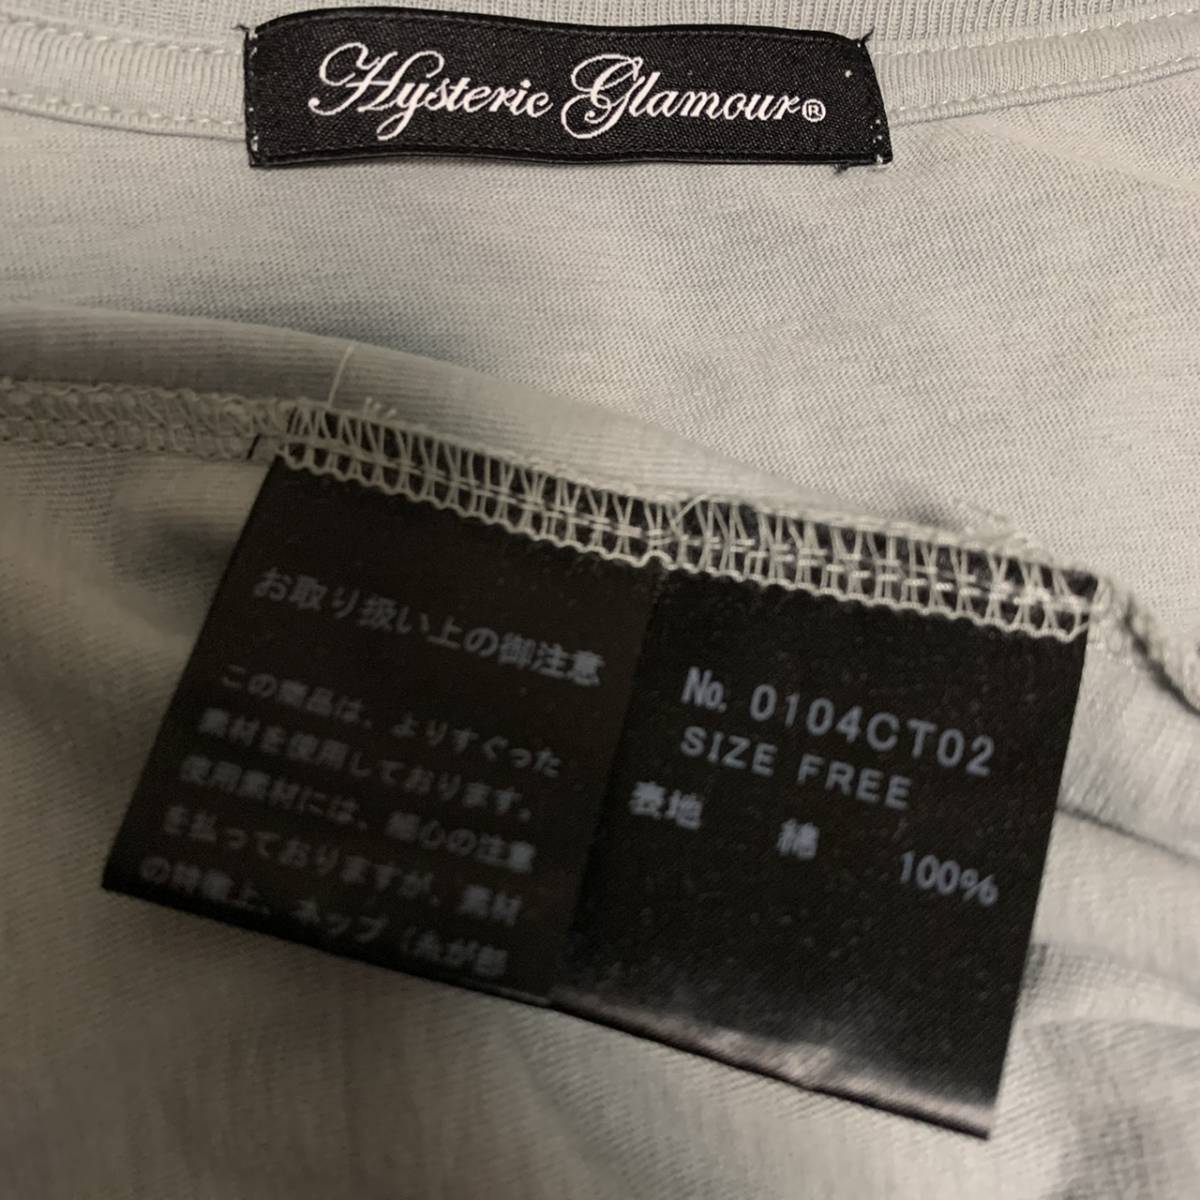 Hysteric Glamour®
お取り扱い上の御注意
この商品は、よりすぐった
素材を使用しております。
使用素材には、細心の注意
を払っておりますが、素材
の特徴上、ネップ（糸が部
No. 0104CT02
SIZE FREE
表地 綿 100%